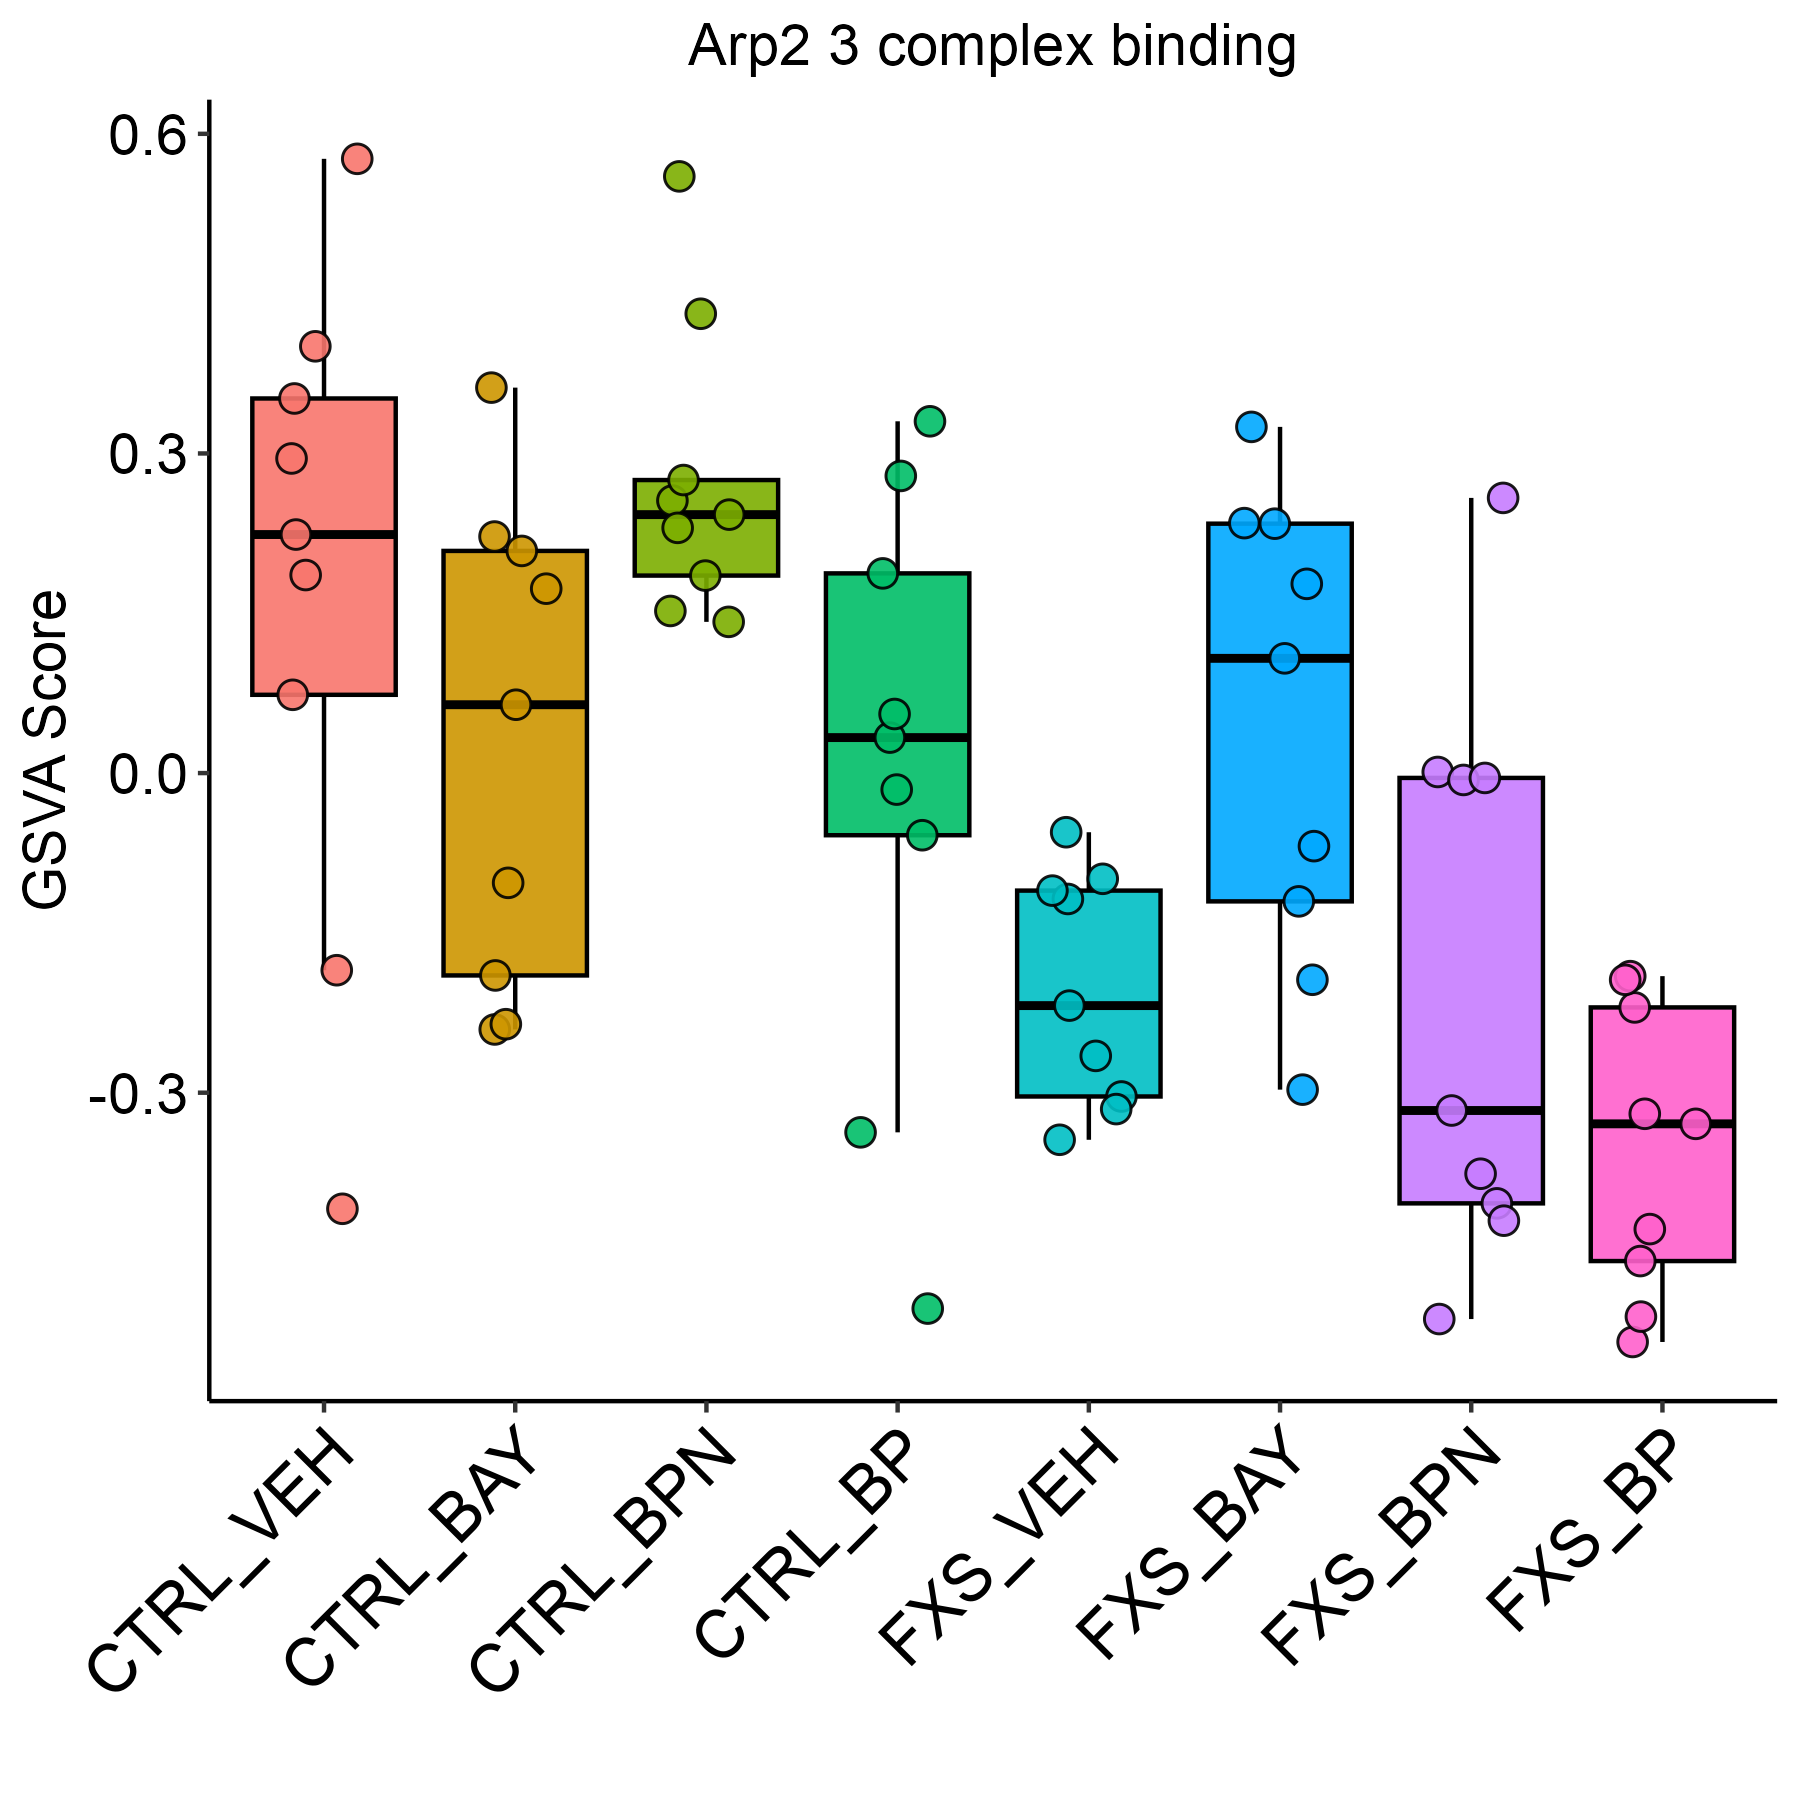 Arp2 3 complex binding
GSVA Score
0.6
0.3
0.0
-0.3
CTRL_VEH
CTRL_BAY
CTRL_BPN
CTRL_BP
FXS_VEH
FXS_BAY
FXS_BPN
FXS_BP